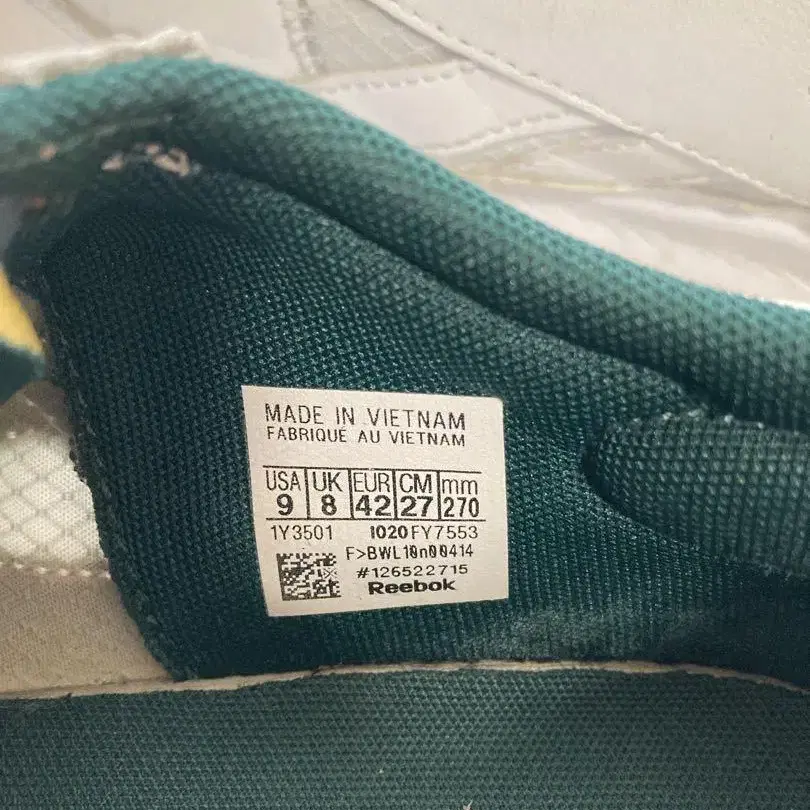 MADE IN VIETNAM
FABRIQUÉ AU VIETNAM
USA UK EUR CM mm
9 8 42 27 270
1Y3501 1020 FY7553
F>BWL10n00414
#126522715
Reebok